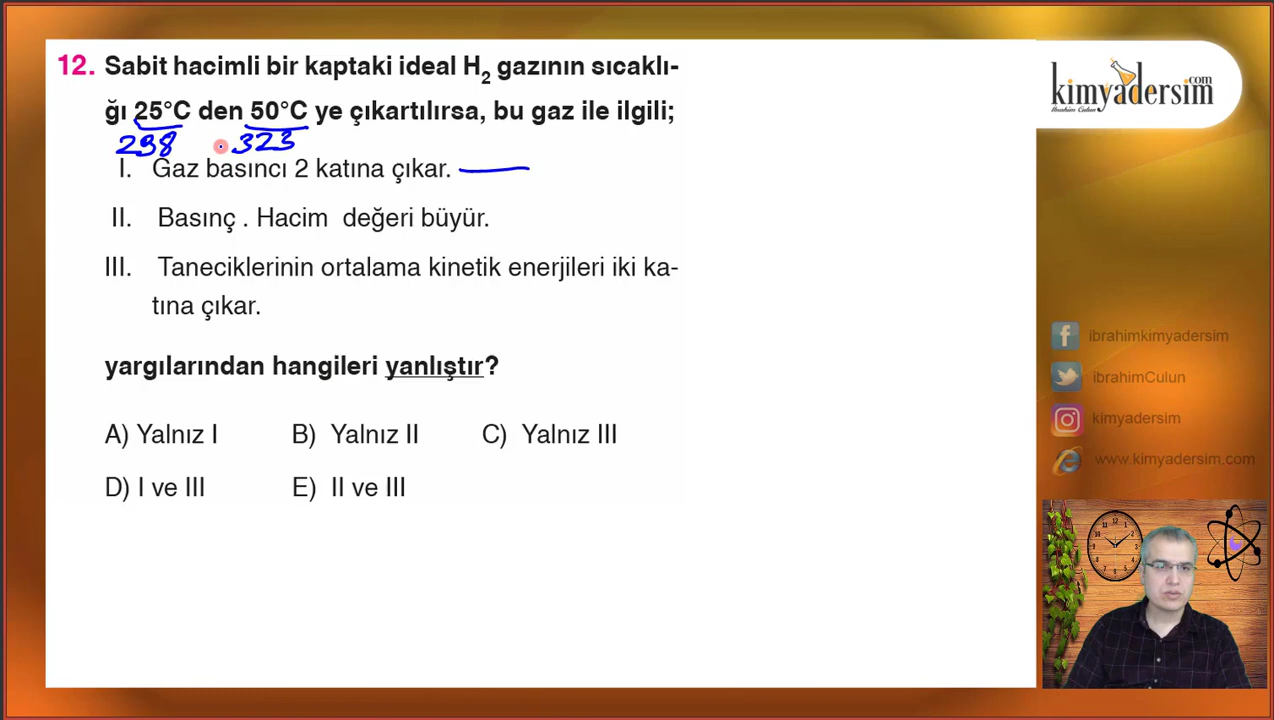 12. Sabit hacimli bir kaptaki ideal H₂ gazının sıcaklı-
ğı 25°C den 50°C ye çıkartılırsa, bu gaz ile ilgili;
298 323
I. Gaz basıncı 2 katına çıkar.
II. Basınç . Hacim değeri büyür.
III. Taneciklerinin ortalama kinetik enerjileri iki ka-
tına çıkar.
yargılarından hangileri yanlıştır?
A) Yalnız I B) Yalnız II C) Yalnız III
D) I ve III E) II ve III
kimyadersim.com
İbrahim Culun
ibrahimkimyadersim
ibrahimCulun
kimyadersim
www.kimyadersim.com